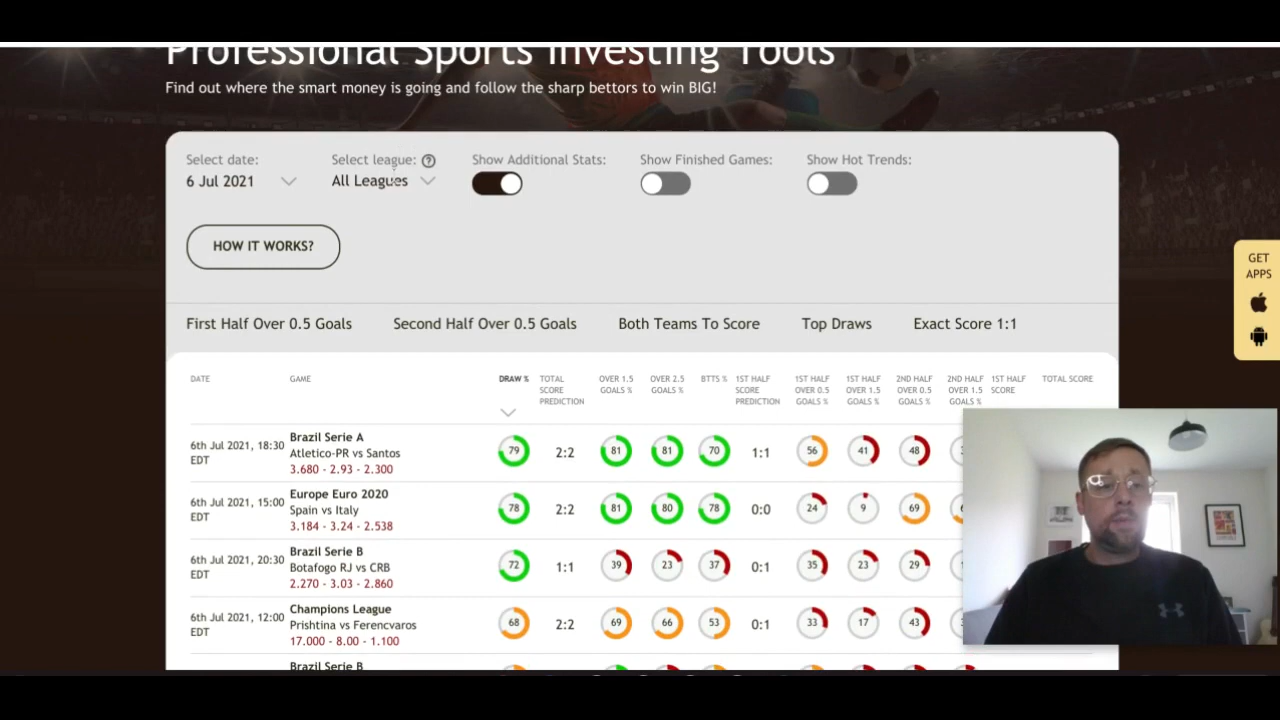 Professional Sports Investing Tools
Find out where the smart money is going and follow the sharp bettors to win BIG!
Select date:
6 Jul 2021
Select league: ?
All Leagues
Show Additional Stats:
Show Finished Games:
Show Hot Trends:
HOW IT WORKS?
GET
APPS
First Half Over 0.5 Goals
Second Half Over 0.5 Goals
Both Teams To Score
Top Draws
Exact Score 1:1
DATE
GAME
DRAW %
TOTAL
SCORE
PREDICTION
OVER 1.5
GOALS %
OVER 2.5
GOALS %
BTTS %
1ST HALF
SCORE
PREDICTION
1ST HALF
OVER 0.5
GOALS %
1ST HALF
OVER 1.5
GOALS %
2ND HALF
OVER 0.5
GOALS %
2ND HALF
OVER 1.5
GOALS %
1ST HALF
SCORE
TOTAL SCORE
6th Jul 2021, 18:30
EDT
Brazil Serie A
Atletico-PR vs Santos
3.680 - 2.93 - 2.300
79 2:2 81 81 70 1:1 56 41 48
6th Jul 2021, 15:00
EDT
Europe Euro 2020
Spain vs Italy
3.184 - 3.24 - 2.538
78 2:2 81 80 78 0:0 24 9 69
6th Jul 2021, 20:30
EDT
Brazil Serie B
Botafogo RJ vs CRB
2.270 - 3.03 - 2.860
72 1:1 39 23 37 0:1 35 23 29
6th Jul 2021, 12:00
EDT
Champions League
Prishtina vs Ferencvaros
17.000 - 8.00 - 1.100
68 2:2 69 66 53 0:1 33 17 43
Brazil Serie B